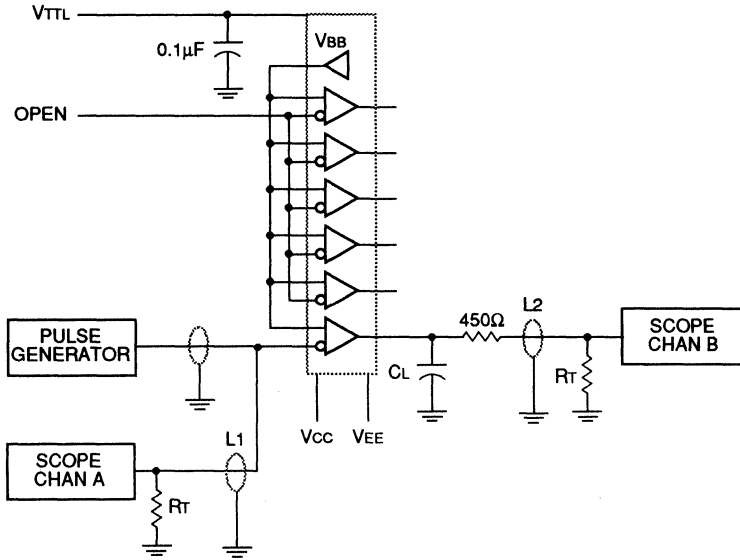 VTTL
0.1µF
VBB
OPEN
PULSE
GENERATOR
450Ω
L2
SCOPE
CHAN B
CL
RT
VCC
VEE
L1
SCOPE
CHAN A
RT